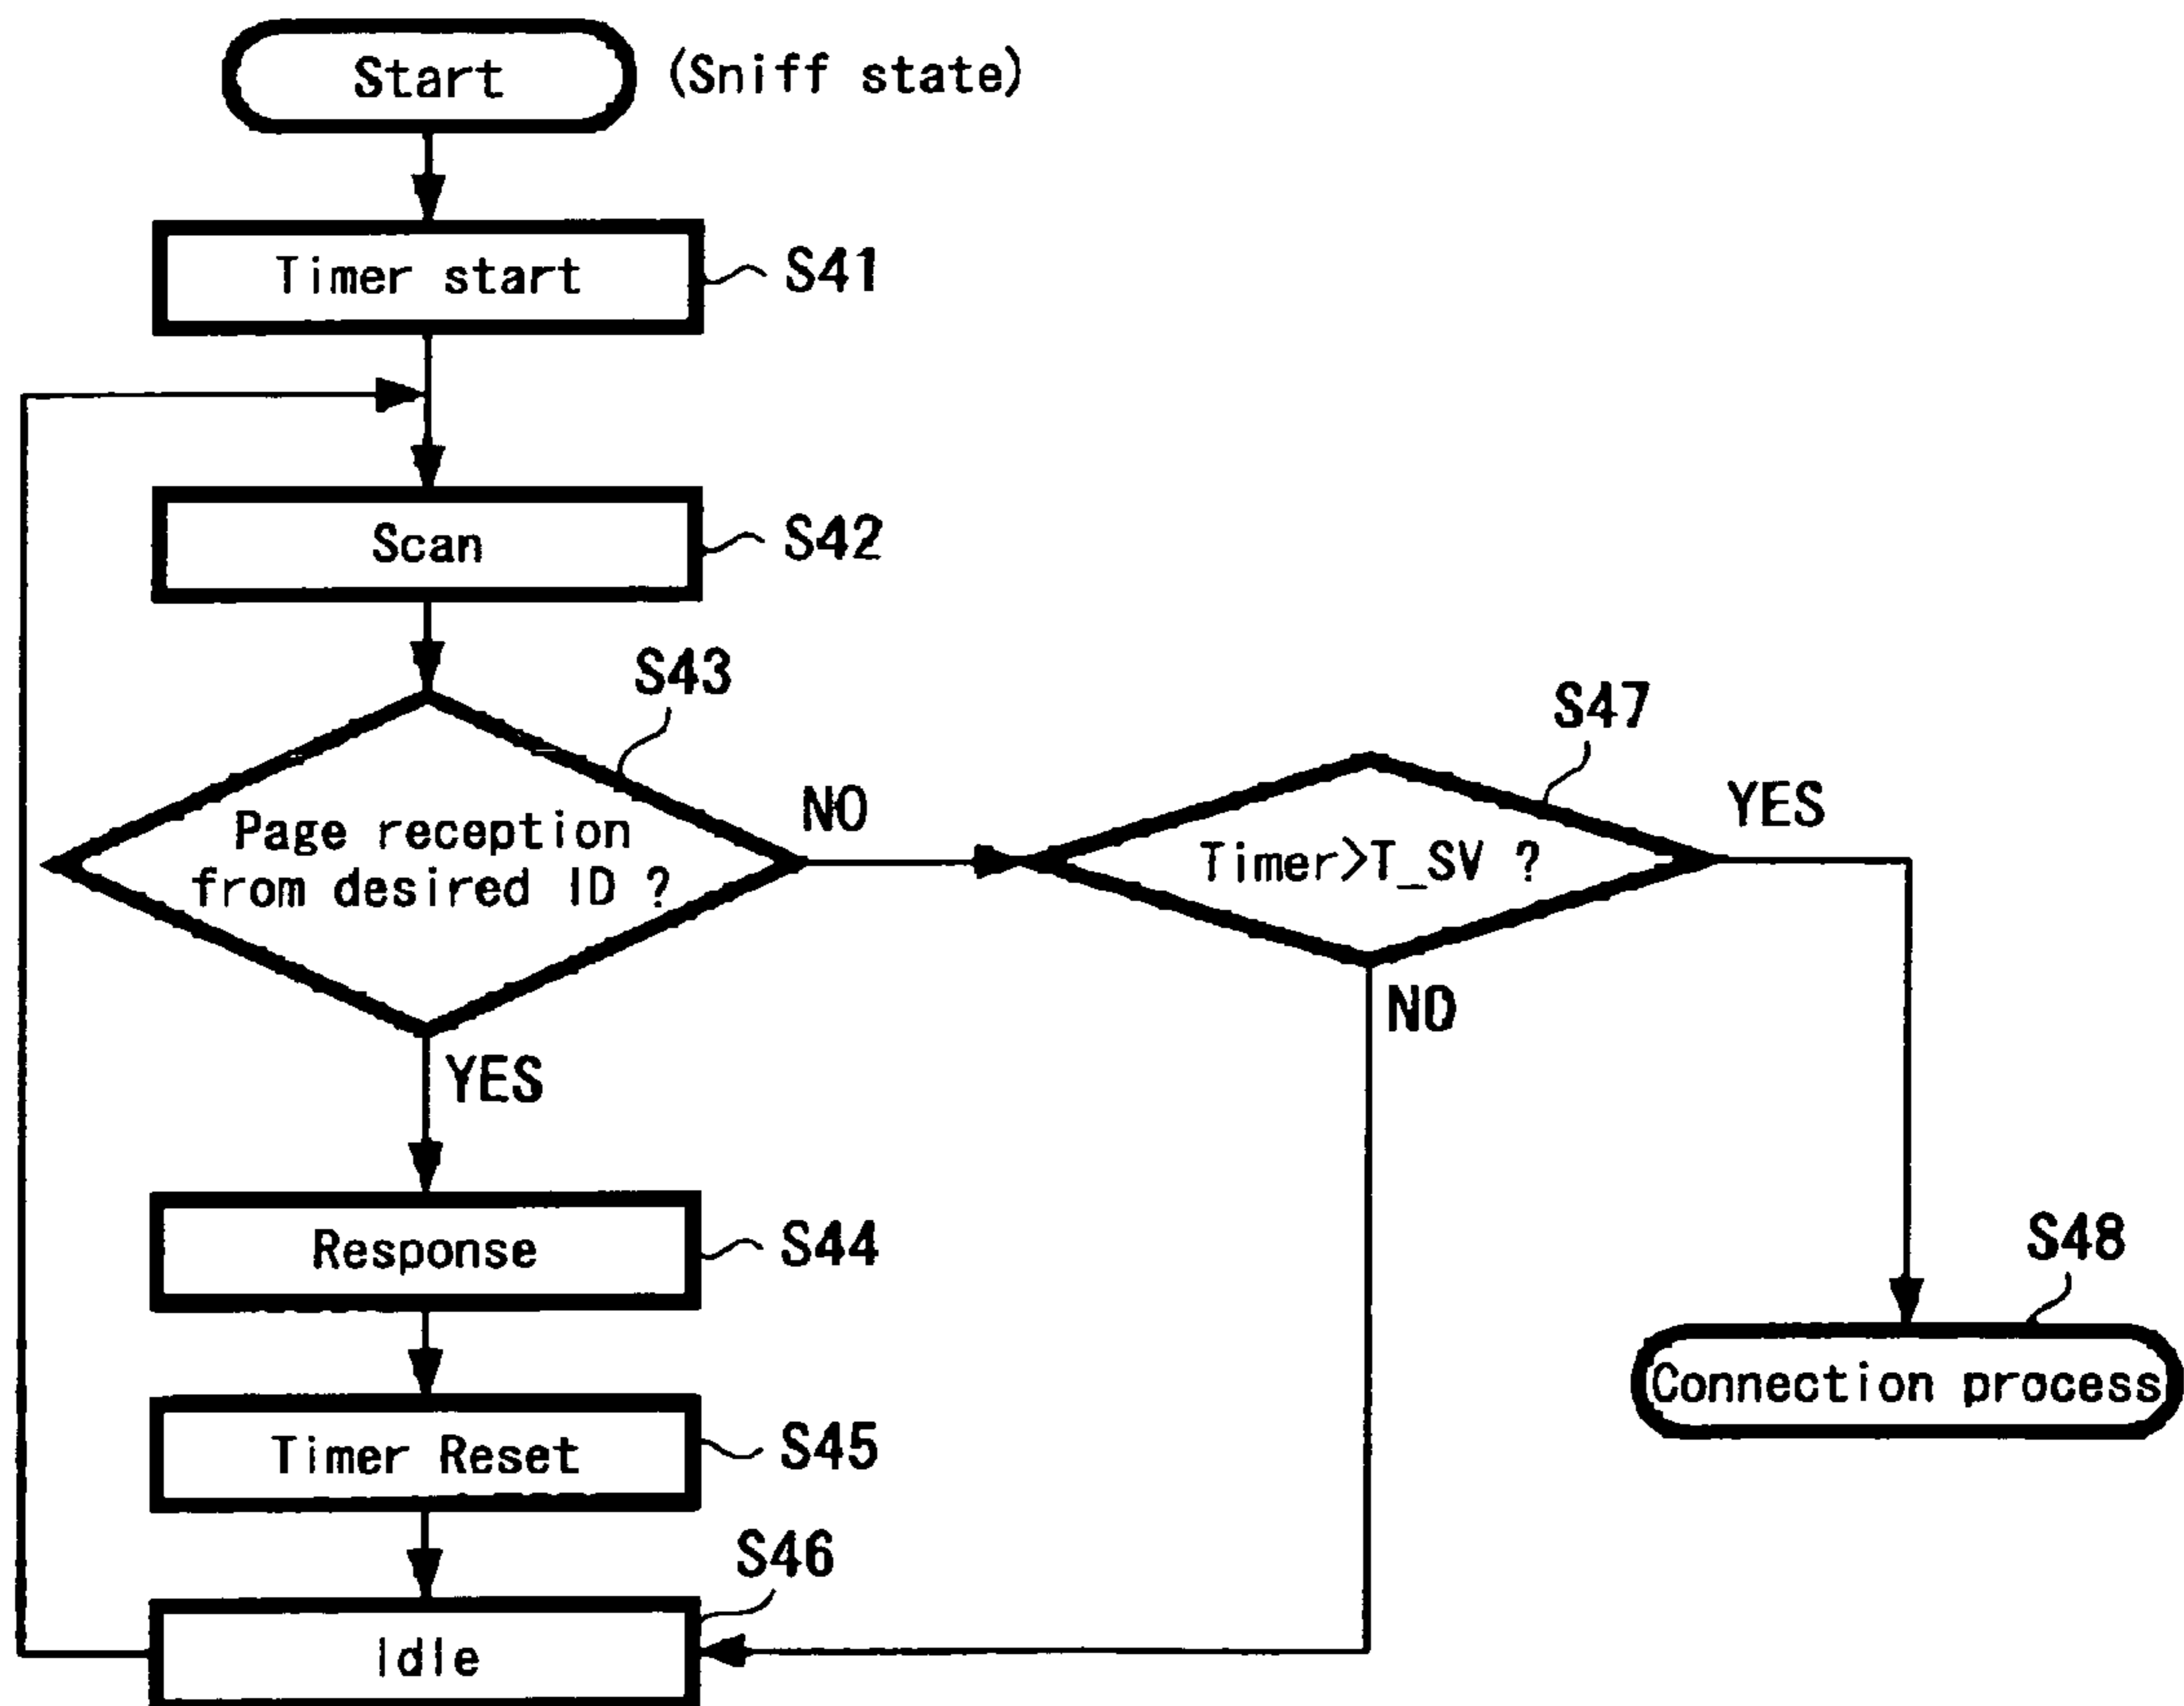 Start
(Sniff state)
Timer start
S41
Scan
S42
S43
Page reception
from desired ID ?
NO
YES
S47
Timer>T_SV ?
YES
NO
Response
S44
Timer Reset
S45
S46
Idle
S48
Connection process